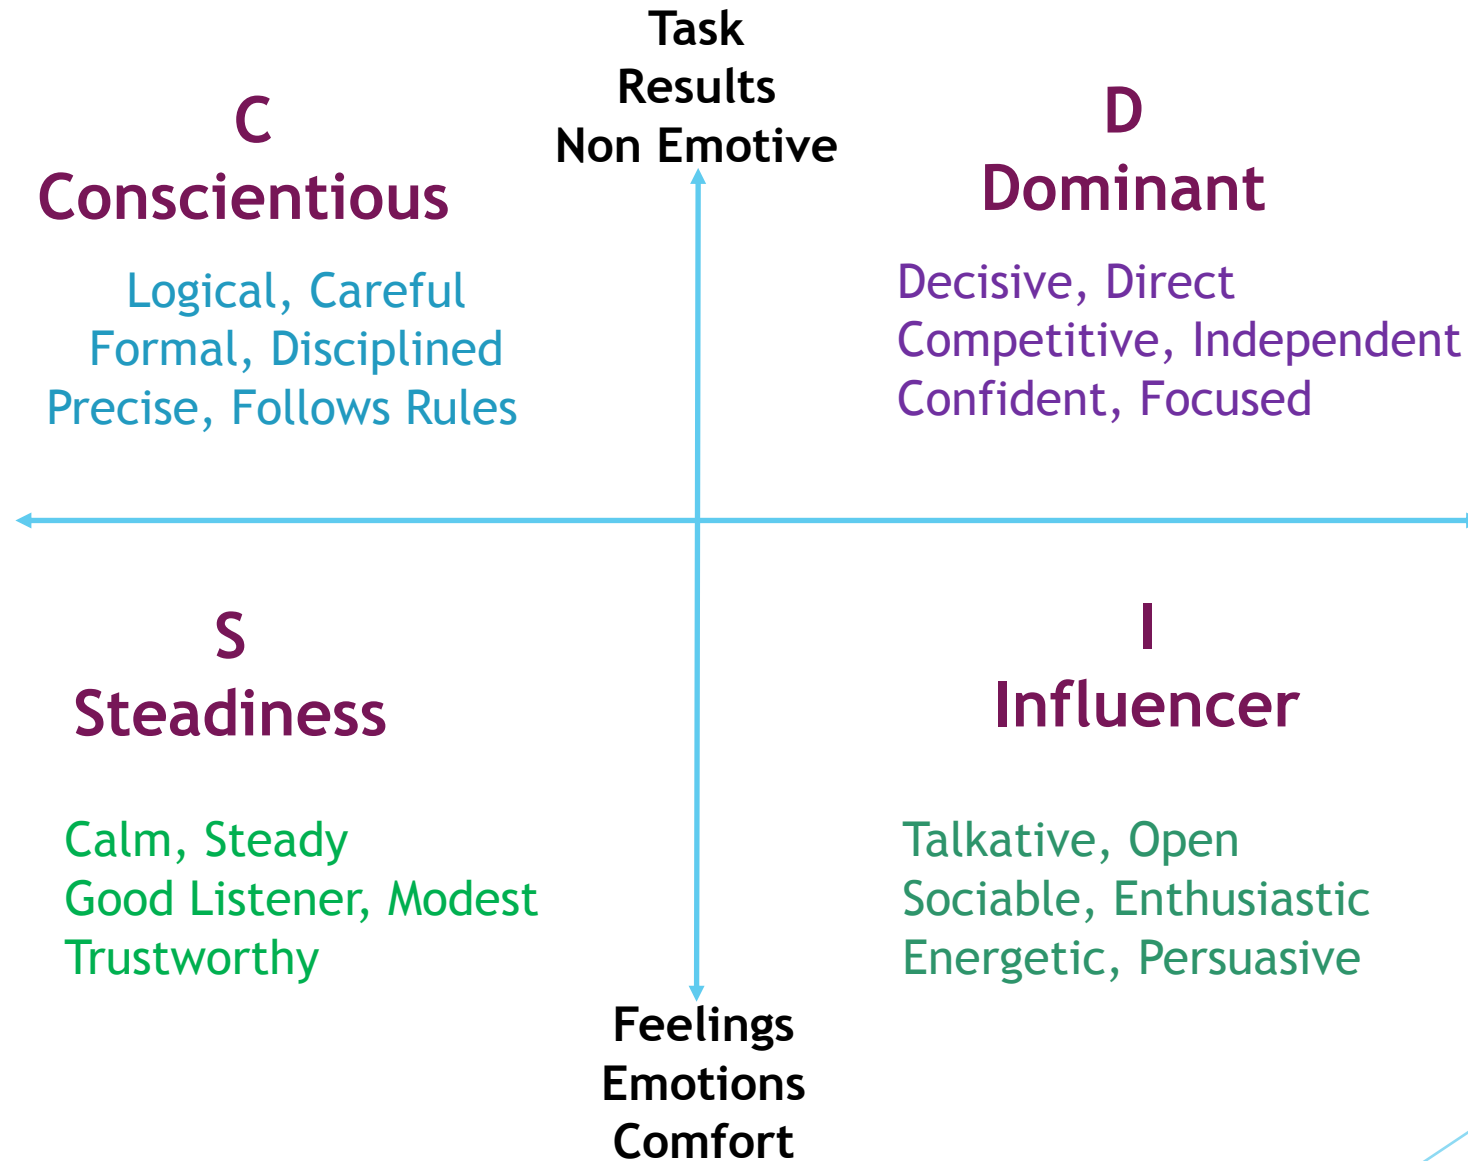 Task
Results
Non Emotive
C
Conscientious
Logical, Careful
Formal, Disciplined
Precise, Follows Rules
D
Dominant
Decisive, Direct
Competitive, Independent
Confident, Focused
S
Steadiness
Calm, Steady
Good Listener, Modest
Trustworthy
I
Influencer
Talkative, Open
Sociable, Enthusiastic
Energetic, Persuasive
Feelings
Emotions
Comfort